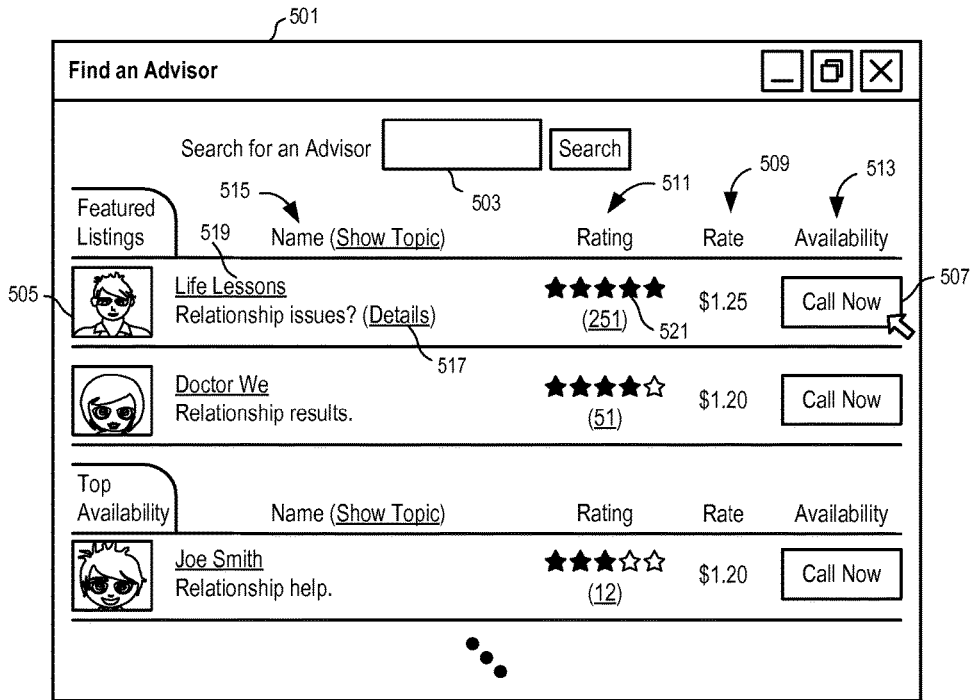 501
Find an Advisor
Search for an Advisor Search
503
515 511 509 513
Featured
Listings
519
Name (Show Topic) Rating Rate Availability
505
Life Lessons
Relationship issues? (Details)
517
(251)
521
$1.25
Call Now
507
Doctor We
Relationship results.
(51)
$1.20
Call Now
Top
Availability
Name (Show Topic) Rating Rate Availability
Joe Smith
Relationship help.
(12)
$1.20
Call Now